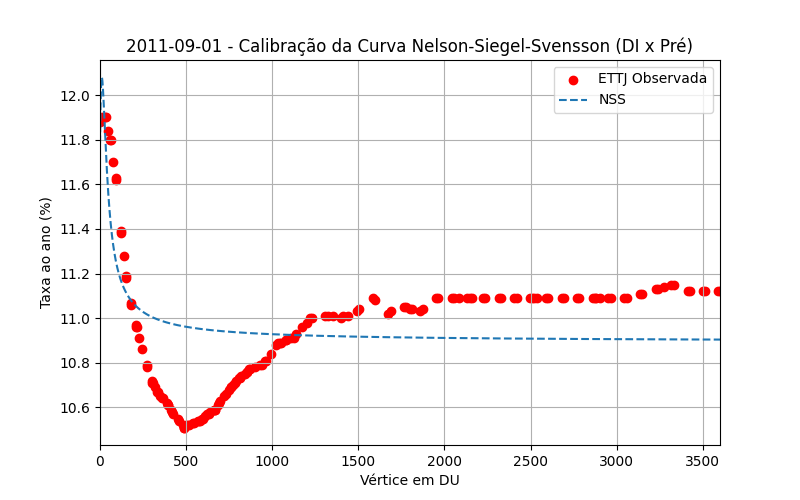 2011-09-01 - Calibração da Curva Nelson-Siegel-Svensson (DI x Pré)
ETTJ Observada
NSS
Taxa ao ano (%)
12.0
11.8
11.6
11.4
11.2
11.0
10.8
10.6
0 500 1000 1500 2000 2500 3000 3500
Vértice em DU